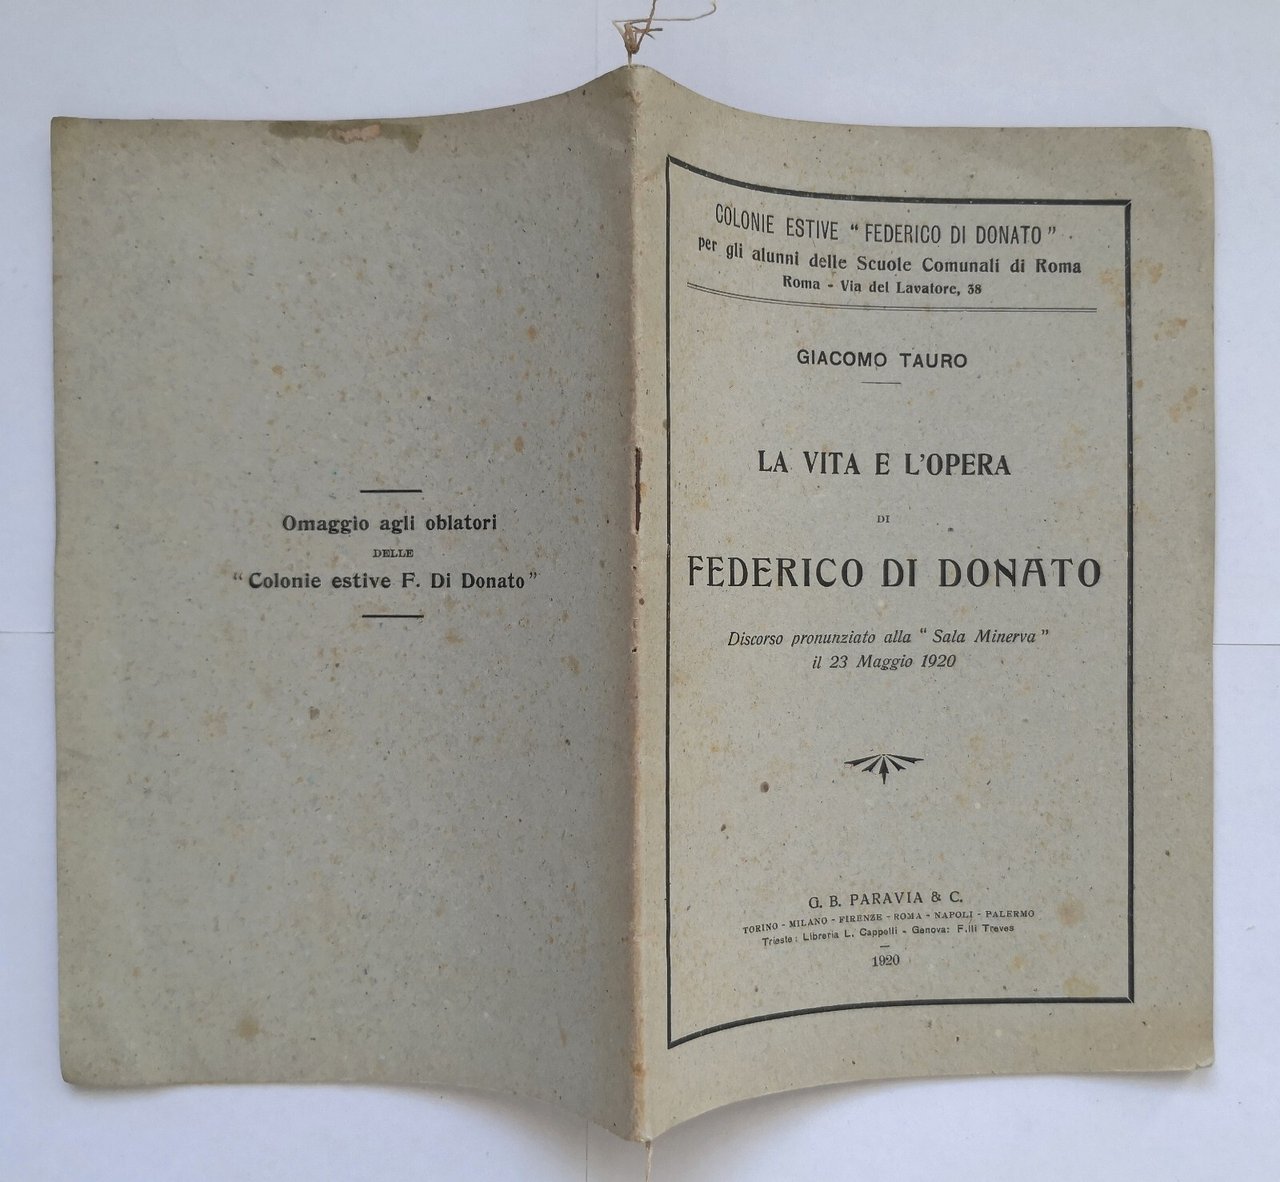 Omaggio agli oblatori
DELLE
"Colonie estive F. Di Donato"
COLONIE ESTIVE "FEDERICO DI DONATO"
per gli alunni delle Scuole Comunali di Roma
Roma - Via del Lavatore, 38
GIACOMO TAURO
LA VITA E L'OPERA
DI
FEDERICO DI DONATO
Discorso pronunziato alla "Sala Minerva"
il 23 Maggio 1920
G. B. PARAVIA & C.
TORINO - MILANO - FIRENZE - ROMA - NAPOLI - PALERMO
Trieste: Libreria L. Cappelli - Genova: F.lli Treves
1920